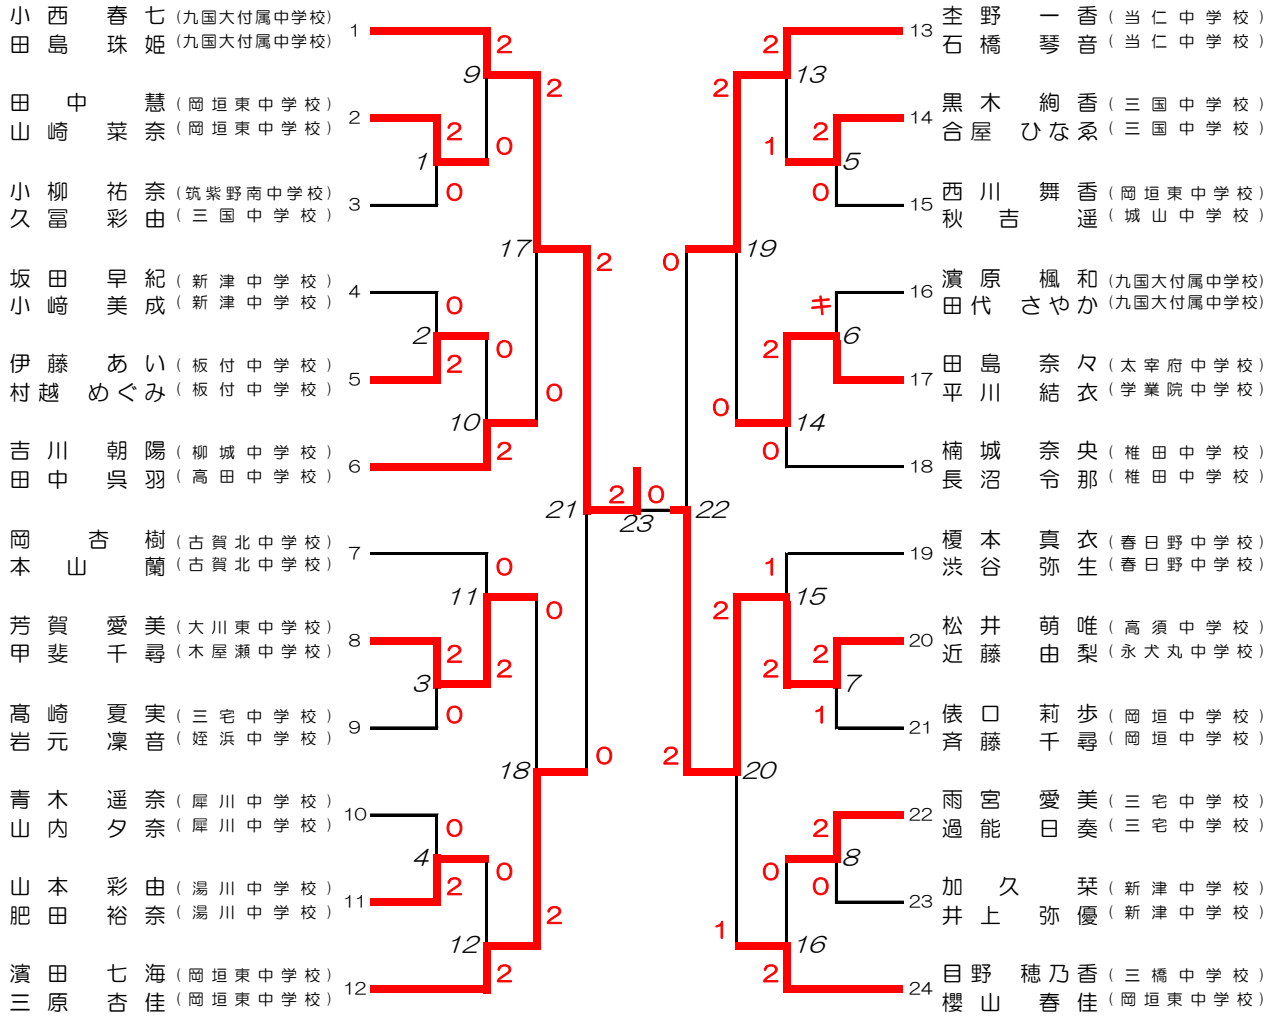 小西 春七 (九国大付属中学校)
田島 珠姫 (九国大付属中学校)
1
田中 慧 (岡垣東中学校)
山崎 菜奈 (岡垣東中学校)
2
小柳 祐奈 (筑紫野南中学校)
久冨 彩由 (三国中学校)
3
坂田 早紀 (新津中学校)
小﨑 美成 (新津中学校)
4
伊藤 あい (板付中学校)
村越 めぐみ (板付中学校)
5
吉川 朝陽 (柳城中学校)
田中 呉羽 (高田中学校)
6
岡 杏樹 (古賀北中学校)
本山 蘭 (古賀北中学校)
7
芳賀 愛美 (大川東中学校)
甲斐 千尋 (木屋瀬中学校)
8
髙崎 夏実 (三宅中学校)
岩元 凜音 (姪浜中学校)
9
青木 遥奈 (犀川中学校)
山内 夕奈 (犀川中学校)
10
山本 彩由 (湯川中学校)
肥田 裕奈 (湯川中学校)
11
濱田 七海 (岡垣東中学校)
三原 杏佳 (岡垣東中学校)
12
2
9
2
2
1
0
0
17
2
0
2
2
0
0
10
2
21
2
23
0
0
11
0
2
3
2
0
18
0
0
4
2
0
2
12
2
2
13
2
2
1
5
0
19
0
キ
6
2
0
14
0
22
0
1
15
2
2
2
7
1
20
2
2
8
0
0
1
16
2
13
杢野 一香 (当仁中学校)
石橋 琴音 (当仁中学校)
14
黒木 絢香 (三国中学校)
合屋 ひなゑ (三国中学校)
15
西川 舞香 (岡垣東中学校)
秋吉 遥 (城山中学校)
16
濵原 楓和 (九国大付属中学校)
田代 さやか (九国大付属中学校)
17
田島 奈々 (太宰府中学校)
平川 結衣 (学業院中学校)
18
楠城 奈央 (椎田中学校)
長沼 令那 (椎田中学校)
19
榎本 真衣 (春日野中学校)
渋谷 弥生 (春日野中学校)
20
松井 萌唯 (高須中学校)
近藤 由梨 (永犬丸中学校)
21
俵口 莉歩 (岡垣中学校)
斉藤 千尋 (岡垣中学校)
22
雨宮 愛美 (三宅中学校)
過能 日奏 (三宅中学校)
23
加久 栞 (新津中学校)
井上 弥優 (新津中学校)
24
目野 穂乃香 (三橋中学校)
櫻山 春佳 (岡垣東中学校)